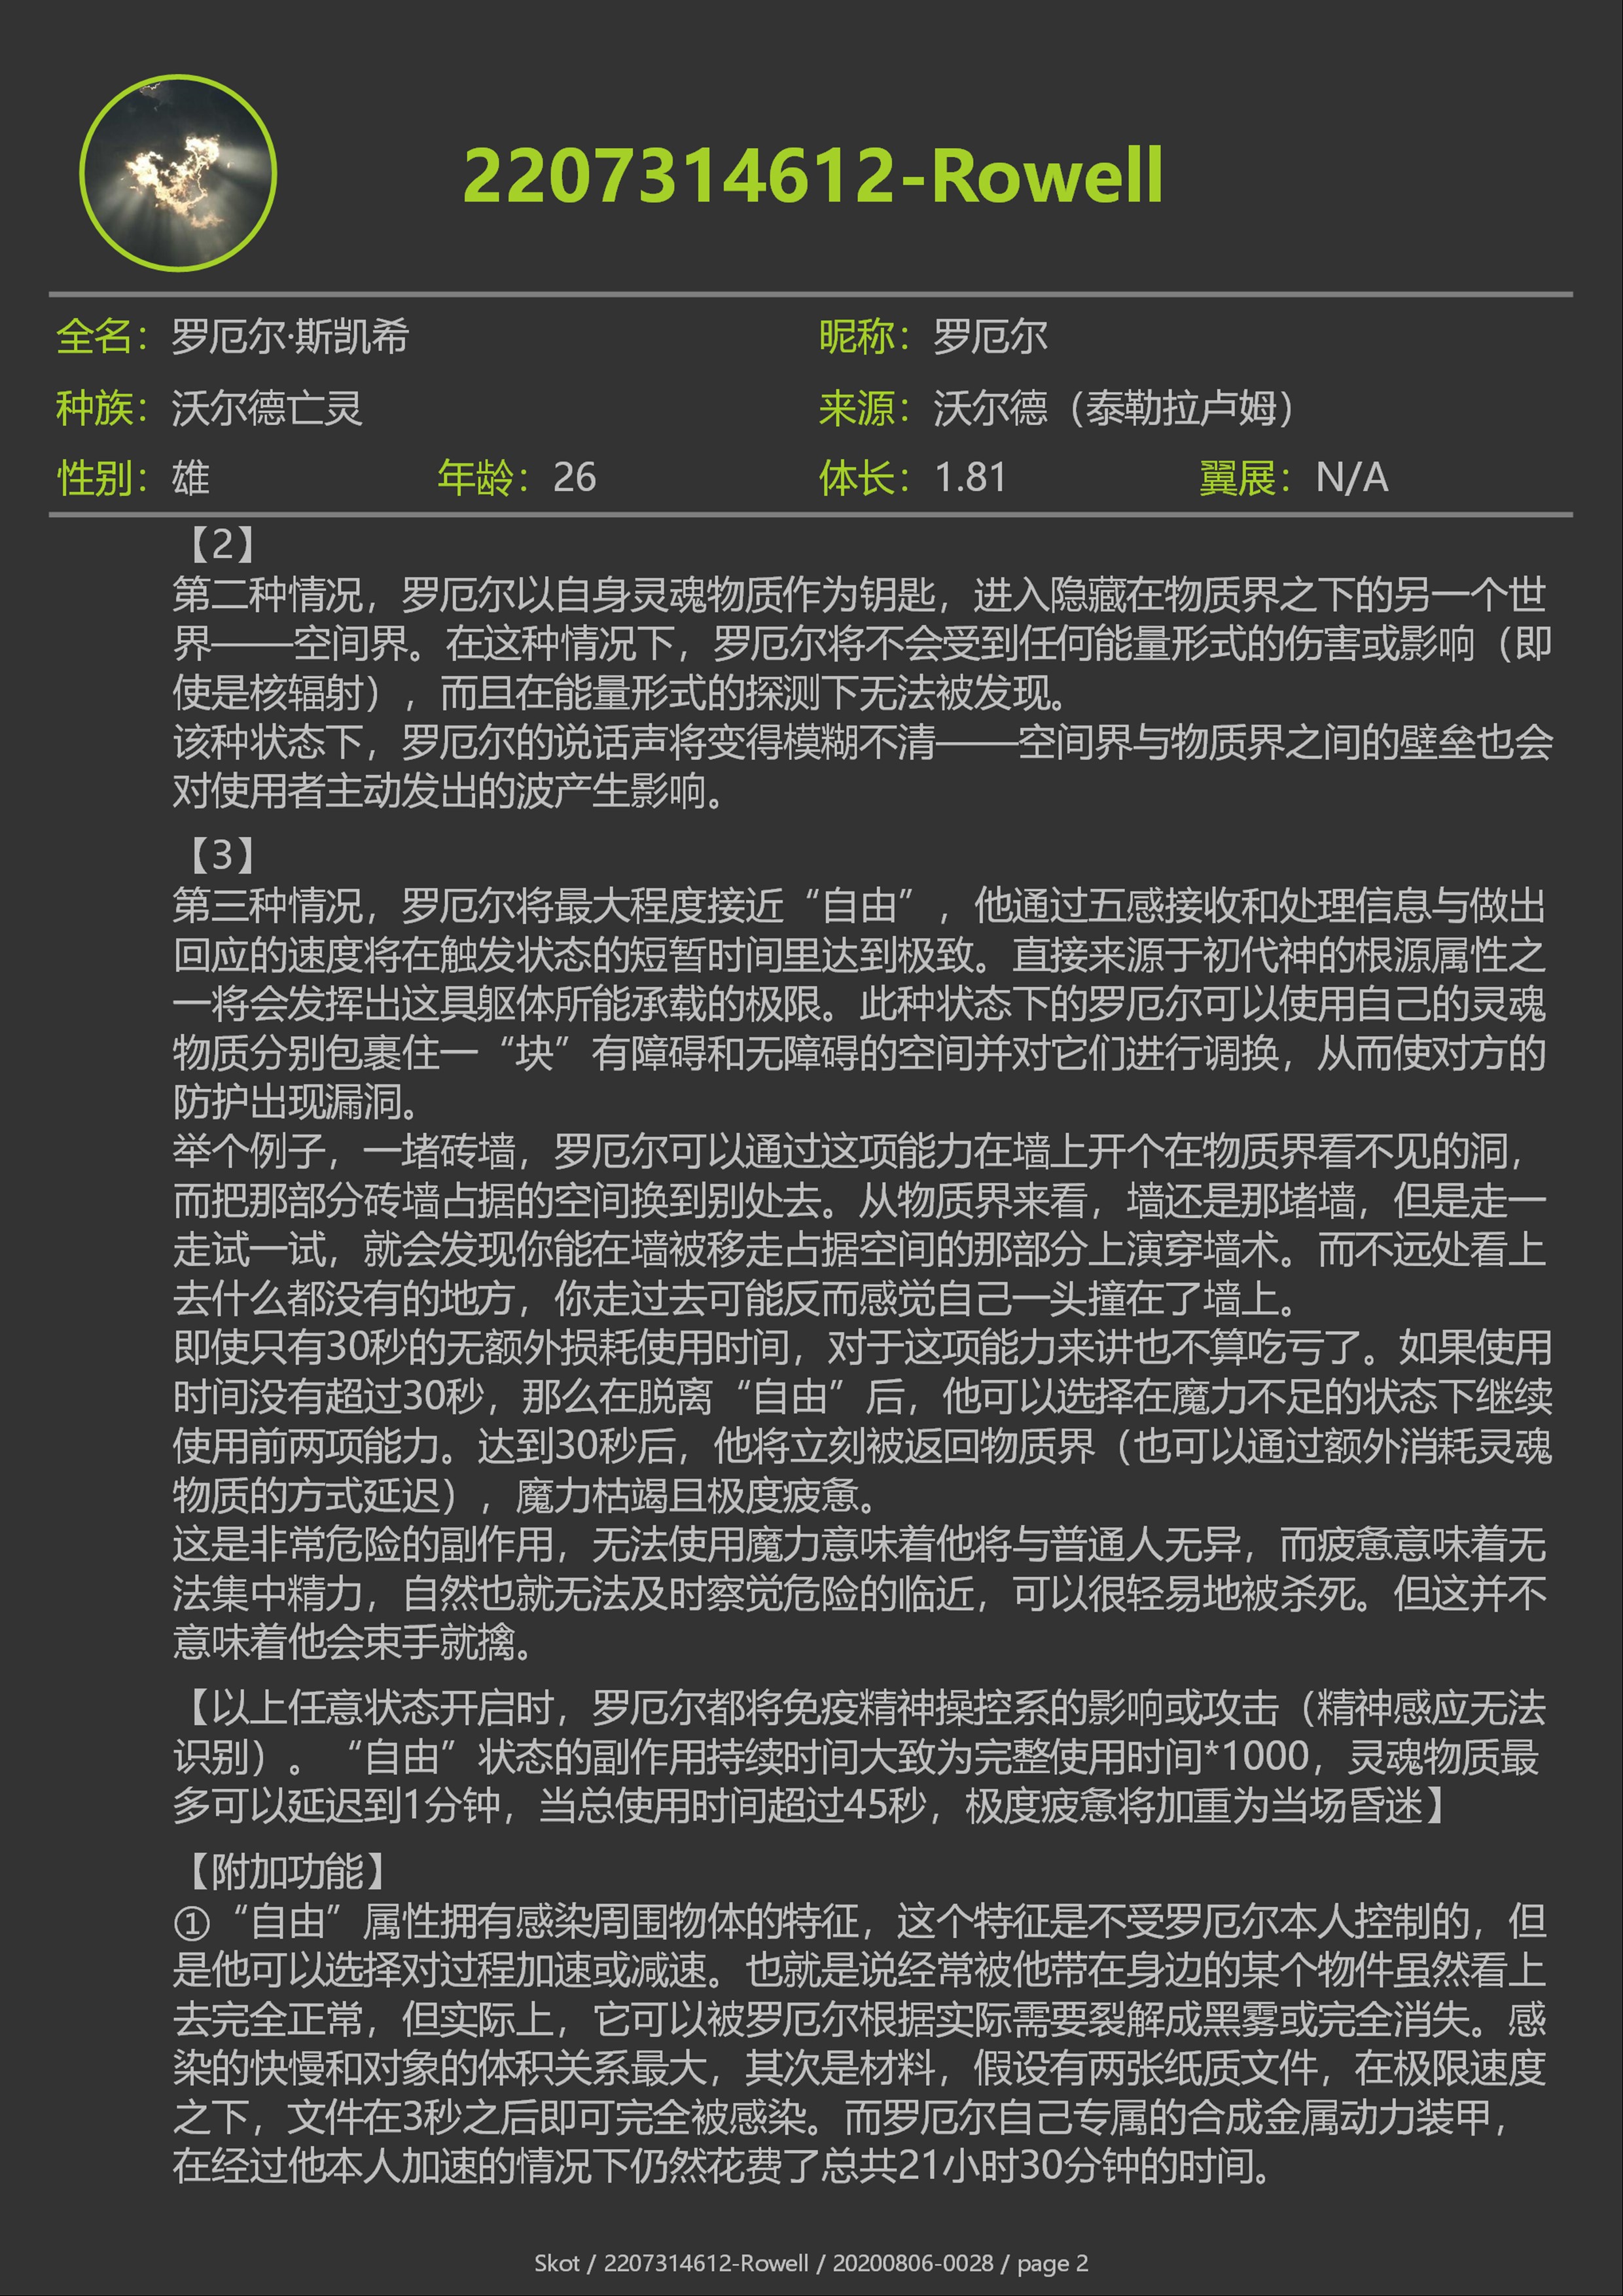 2207314612-Rowell
全名：罗厄尔·斯凯希 昵称：罗厄尔
种族：沃尔德亡灵 来源：沃尔德（泰勒拉卢姆）
性别：雄 年龄：26 体长：1.81 翼展：N/A
【2】
第二种情况，罗厄尔以自身灵魂物质作为钥匙，进入隐藏在物质界之下的另一个世
界——空间界。在这种情况下，罗厄尔将不会受到任何能量形式的伤害或影响（即
使是核辐射），而且在能量形式的探测下无法被发现。
该种状态下，罗厄尔的说话声将变得模糊不清——空间界与物质界之间的壁垒也会
对使用者主动发出的波产生影响。
【3】
第三种情况，罗厄尔将最大程度接近“自由”，他通过五感接收和处理信息与做出
回应的速度将在触发状态的短暂时间里达到极致。直接来源于初代神的根源属性之
一将会发挥出这具躯体所能承载的极限。此种状态下的罗厄尔可以使用自己的灵魂
物质分别包裹住一“块”有障碍和无障碍的空间并对它们进行调换，从而使对方的
防护出现漏洞。
举个例子，一堵砖墙，罗厄尔可以通过这项能力在墙上开个在物质界看不见的洞，
而把那部分砖墙占据的空间换到别处去。从物质界来看，墙还是那堵墙，但是走一
走试一试，就会发现你能在墙被移走占据空间的那部分上演穿墙术。而不远处看上
去什么都没有的地方，你走过去可能反而感觉自己一头撞在了墙上。
即使只有30秒的无额外损耗使用时间，对于这项能力来讲也不算吃亏了。如果使用
时间没有超过30秒，那么在脱离“自由”后，他可以选择在魔力不足的状态下继续
使用前两项能力。达到30秒后，他将立刻被返回物质界（也可以通过额外消耗灵魂
物质的方式延迟），魔力枯竭且极度疲惫。
这是非常危险的副作用，无法使用魔力意味着他将与普通人无异，而疲惫意味着无
法集中精力，自然也就无法及时察觉危险的临近，可以很轻易地被杀死。但这并不
意味着他会束手就擒。
【以上任意状态开启时，罗厄尔都将免疫精神操控系的影响或攻击（精神感应无法
识别）。“自由”状态的副作用持续时间大致为完整使用时间*1000，灵魂物质最
多可以延迟到1分钟，当总使用时间超过45秒，极度疲惫将加重为当场昏迷】
【附加功能】
①“自由”属性拥有感染周围物体的特征，这个特征是不受罗厄尔本人控制的，但
是他可以选择对过程加速或减速。也就是说经常被他带在身边的某个物件虽然看上
去完全正常，但实际上，它可以被罗厄尔根据实际需要裂解成黑雾或完全消失。感
染的快慢和对象的体积关系最大，其次是材料，假设有两张纸质文件，在极限速度
之下，文件在3秒之后即可完全被感染。而罗厄尔自己专属的合成金属动力装甲，
在经过他本人加速的情况下仍然花费了总共21小时30分钟的时间。
Skot / 2207314612-Rowell / 20200806-0028 / page 2